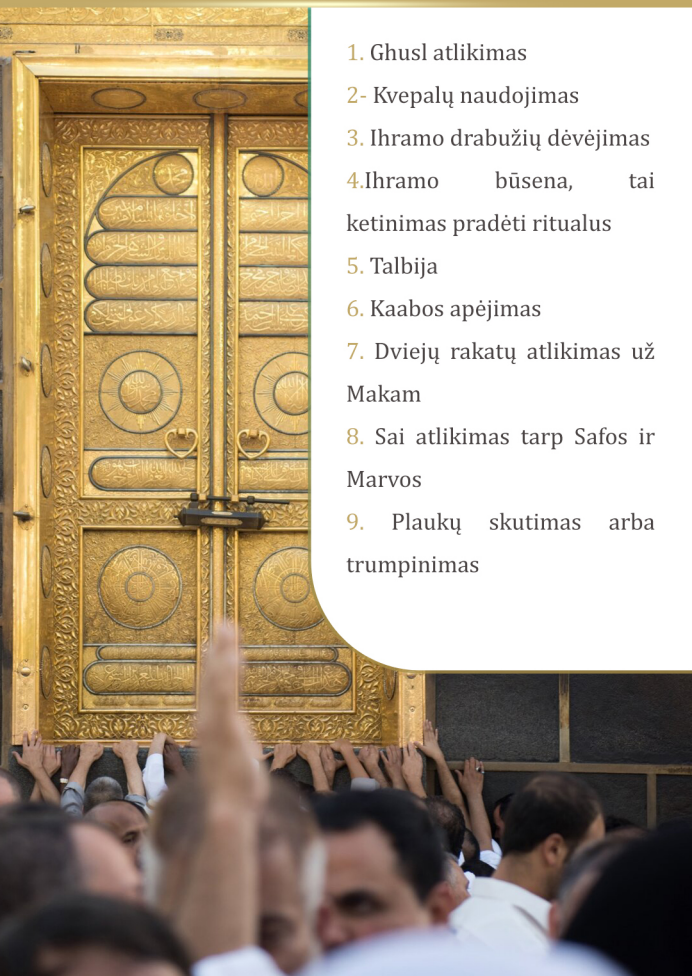 1. Ghusl atlikimas
2- Kvepalų naudojimas
3. Ihramo drabužių dėvėjimas
4.Ihramo būsena, tai
ketinimas pradėti ritualus
5. Talbija
6. Kaabos apėjimas
7. Dviejų rakatų atlikimas už
Makam
8. Sai atlikimas tarp Safos ir
Marvos
9. Plaukų skutimas arba
trumpinimas